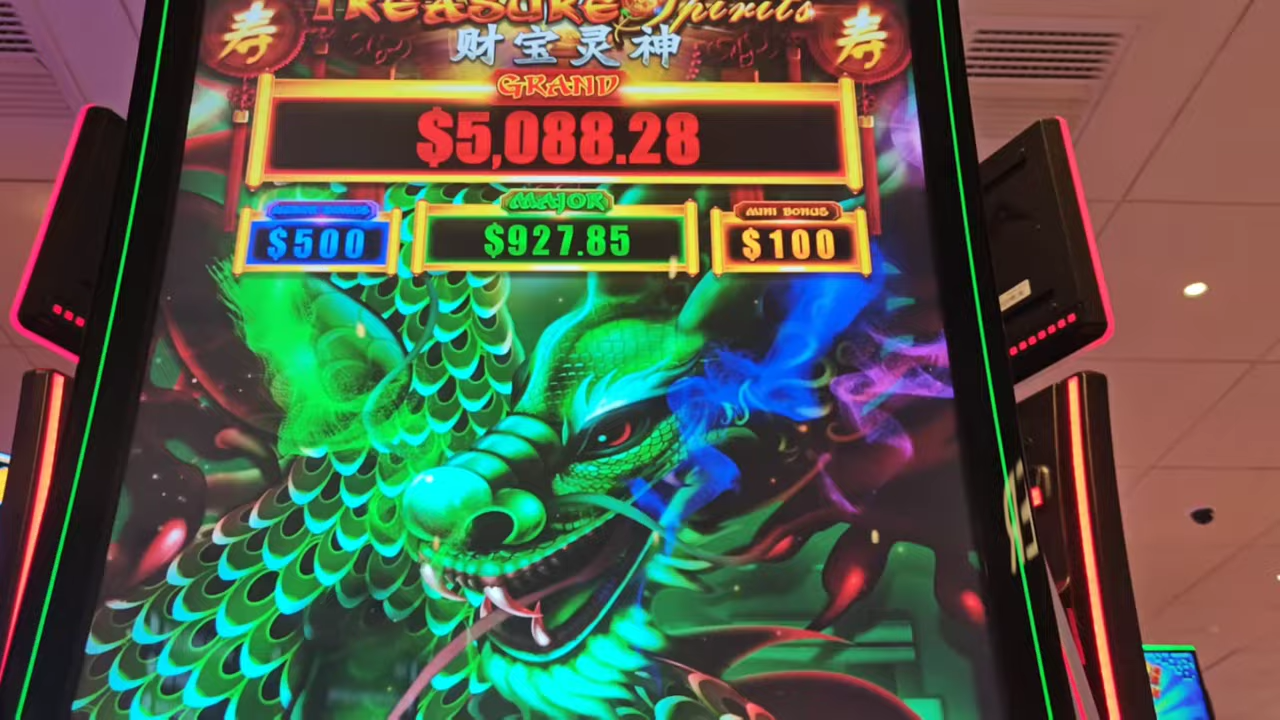 寿 TREASURE Spirits 寿
财宝灵神
GRAND
$5,088.28
MAJOR
MINI BONUS
$500
$927.85
$100